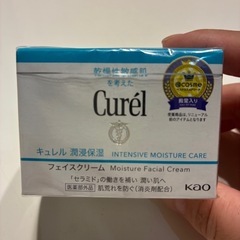 乾燥性敏感肌
を考えた
Curél
@cosme
殿堂入り
キュレル 潤浸保湿 INTENSIVE MOISTURE CARE
フェイスクリーム Moisture Facial Cream
「セラミド」の働きを補い 潤い肌へ
医薬部外品 肌荒れを防ぐ(消炎剤配合)
Kao